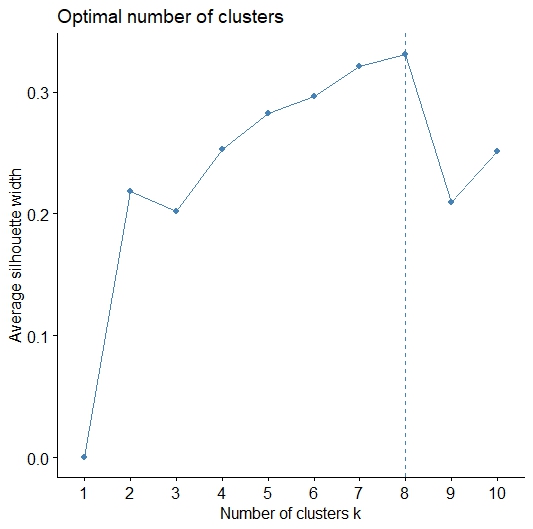 Optimal number of clusters
Average silhouette width
0.3
0.2
0.1
0.0
1 2 3 4 5 6 7 8 9 10
Number of clusters k